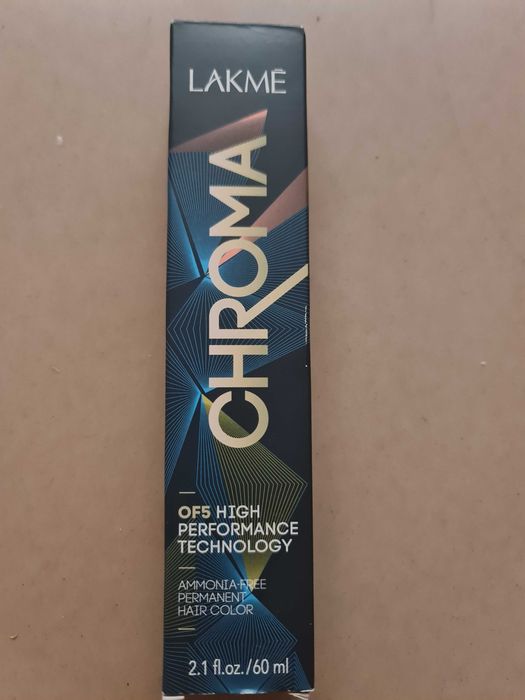 LAKMĒ
CHROMA
OF5 HIGH
PERFORMANCE
TECHNOLOGY
AMMONIA-FREE
PERMANENT
HAIR COLOR
2.1 fl.oz./60 ml